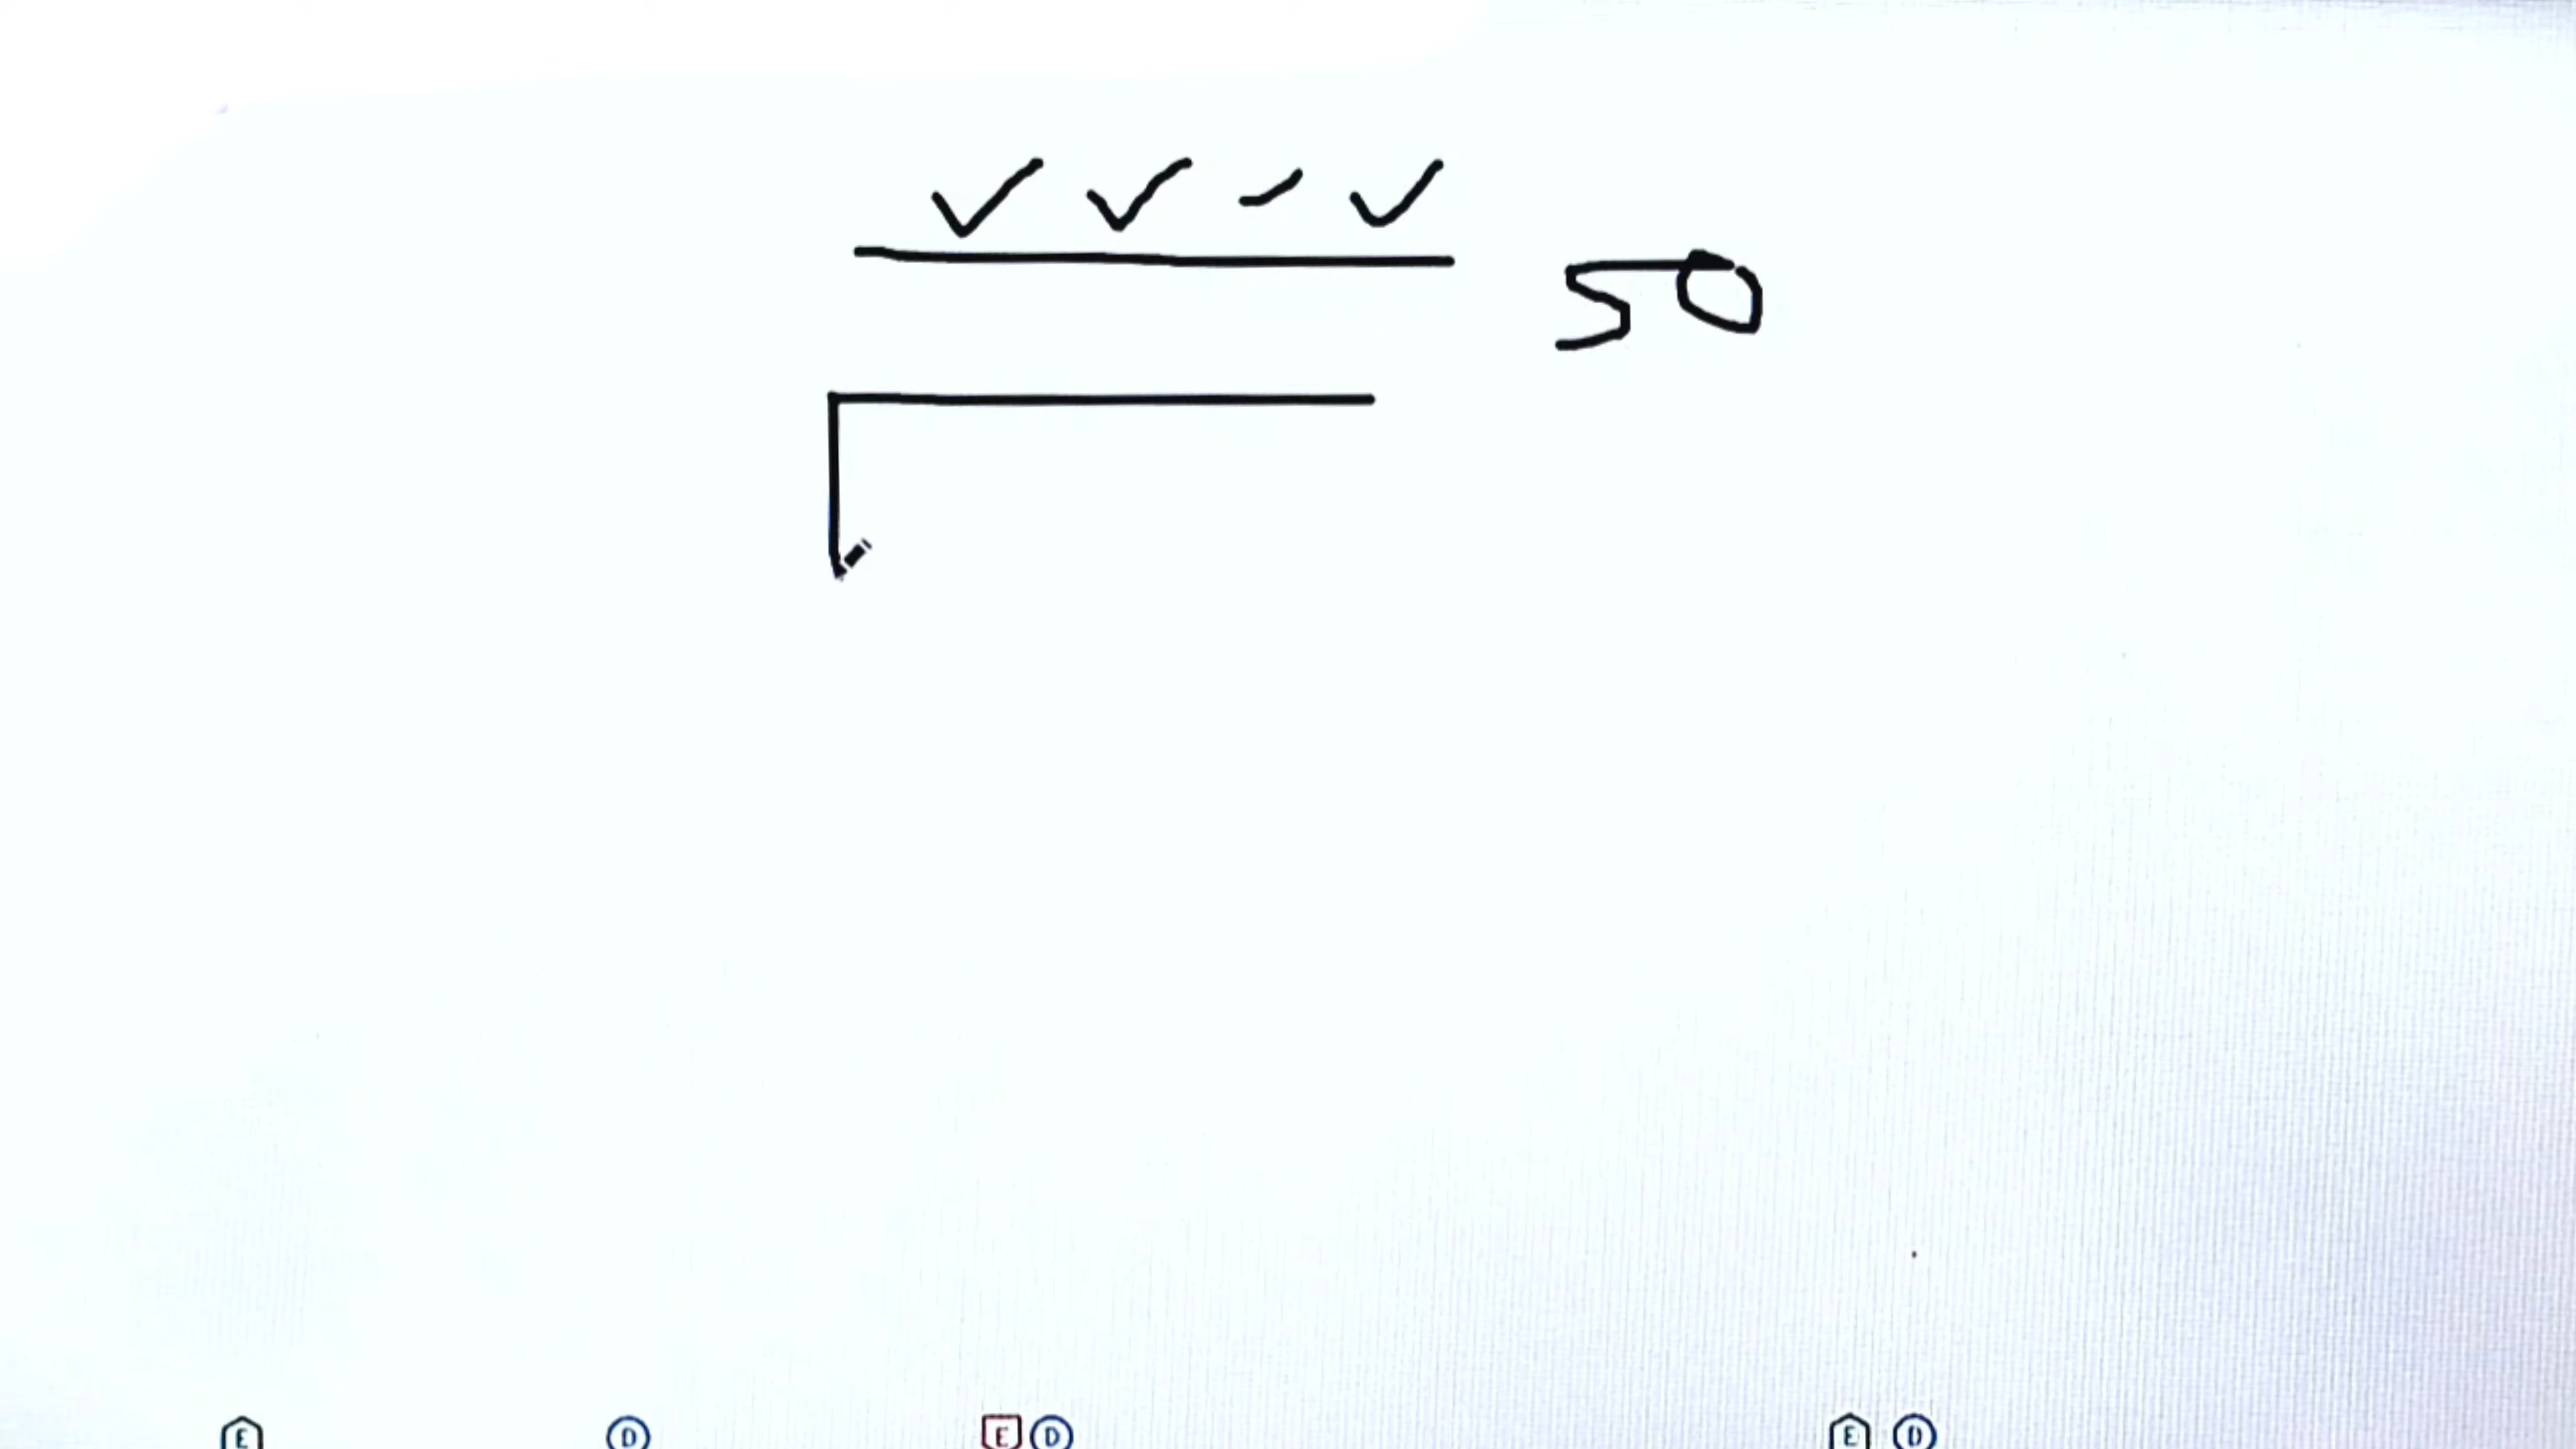 ✓ ✓ - ✓
50
E D E D E D